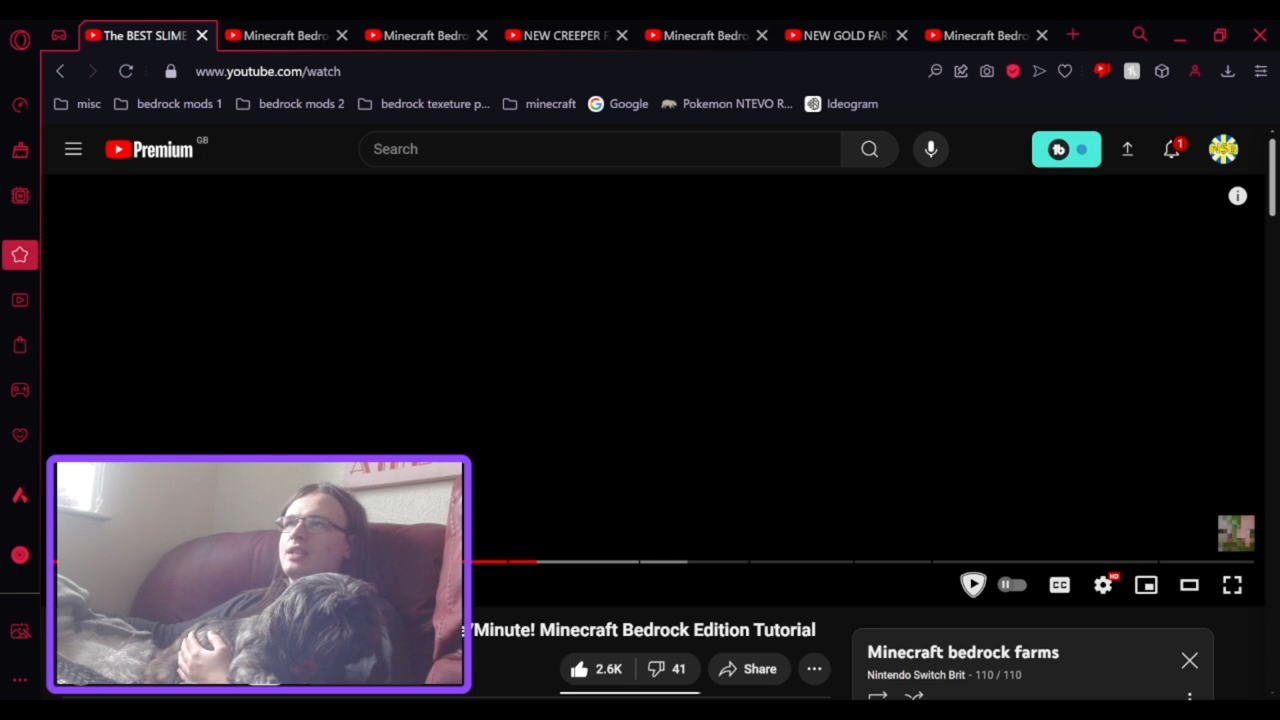 The BEST SLIME
Minecraft Bedro
Minecraft Bedro
NEW CREEPER F
Minecraft Bedro
NEW GOLD FAR
Minecraft Bedro
www.youtube.com/watch
misc
bedrock mods 1
bedrock mods 2
bedrock texeture p...
minecraft
Google
Pokemon NTEVO R...
Ideogram
Premium
GB
Search
1
CC
HD
/Minute! Minecraft Bedrock Edition Tutorial
2.6K
41
Share
Minecraft bedrock farms
Nintendo Switch Brit - 110 / 110